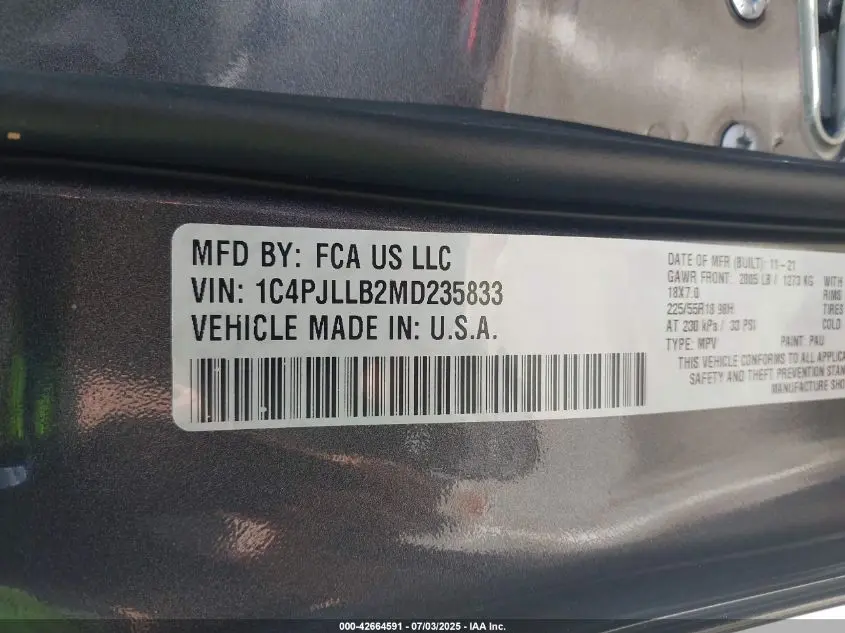 MFD BY: FCA US LLC
VIN: 1C4PJLLB2MD235833
VEHICLE MADE IN: U.S.A.
DATE OF MFR (BUILT): 11-21
GAWR FRONT: 2805 LB / 1273 KG WITH
18X7.0 RIMS
225/55R18 98H TIRES
AT 230 kPa / 33 PSI COLD
TYPE: MPV PAINT: PAU
THIS VEHICLE CONFORMS TO ALL APPLICA
SAFETY AND THEFT PREVENTION STAN
MANUFACTURE SHO
000-42664591 - 07/03/2025 - IAA Inc.